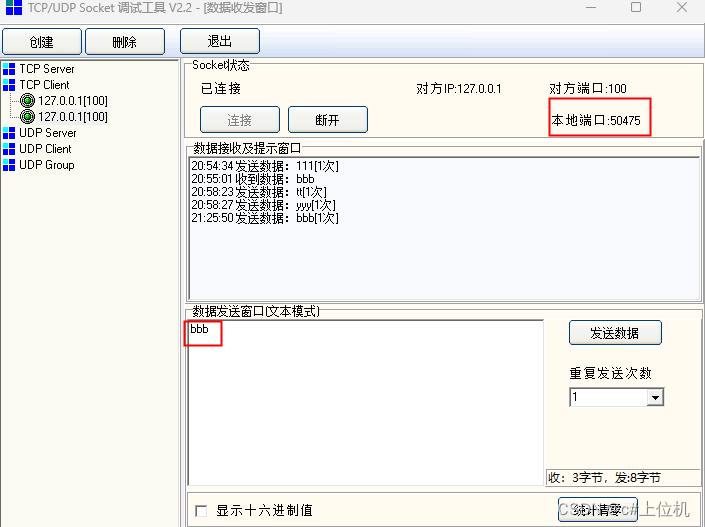 TCP/UDP Socket 调试工具 V2.2 - [数据收发窗口]
创建 删除 退出
TCP Server
TCP Client
127.0.0.1[100]
127.0.0.1[100]
UDP Server
UDP Client
UDP Group
Socket状态
已连接 对方IP:127.0.0.1 对方端口:100
连接 断开 本地端口:50475
数据接收及提示窗口
20:54:34 发送数据：111[1次]
20:55:01 收到数据：bbb
20:58:23 发送数据：tt[1次]
20:58:27 发送数据：yyy[1次]
21:25:50 发送数据：bbb[1次]
数据发送窗口(文本模式)
bbb
发送数据
重复发送次数
1
收：3字节，发:8字节
显示十六进制值 统计清零
CSDN @c#上位机